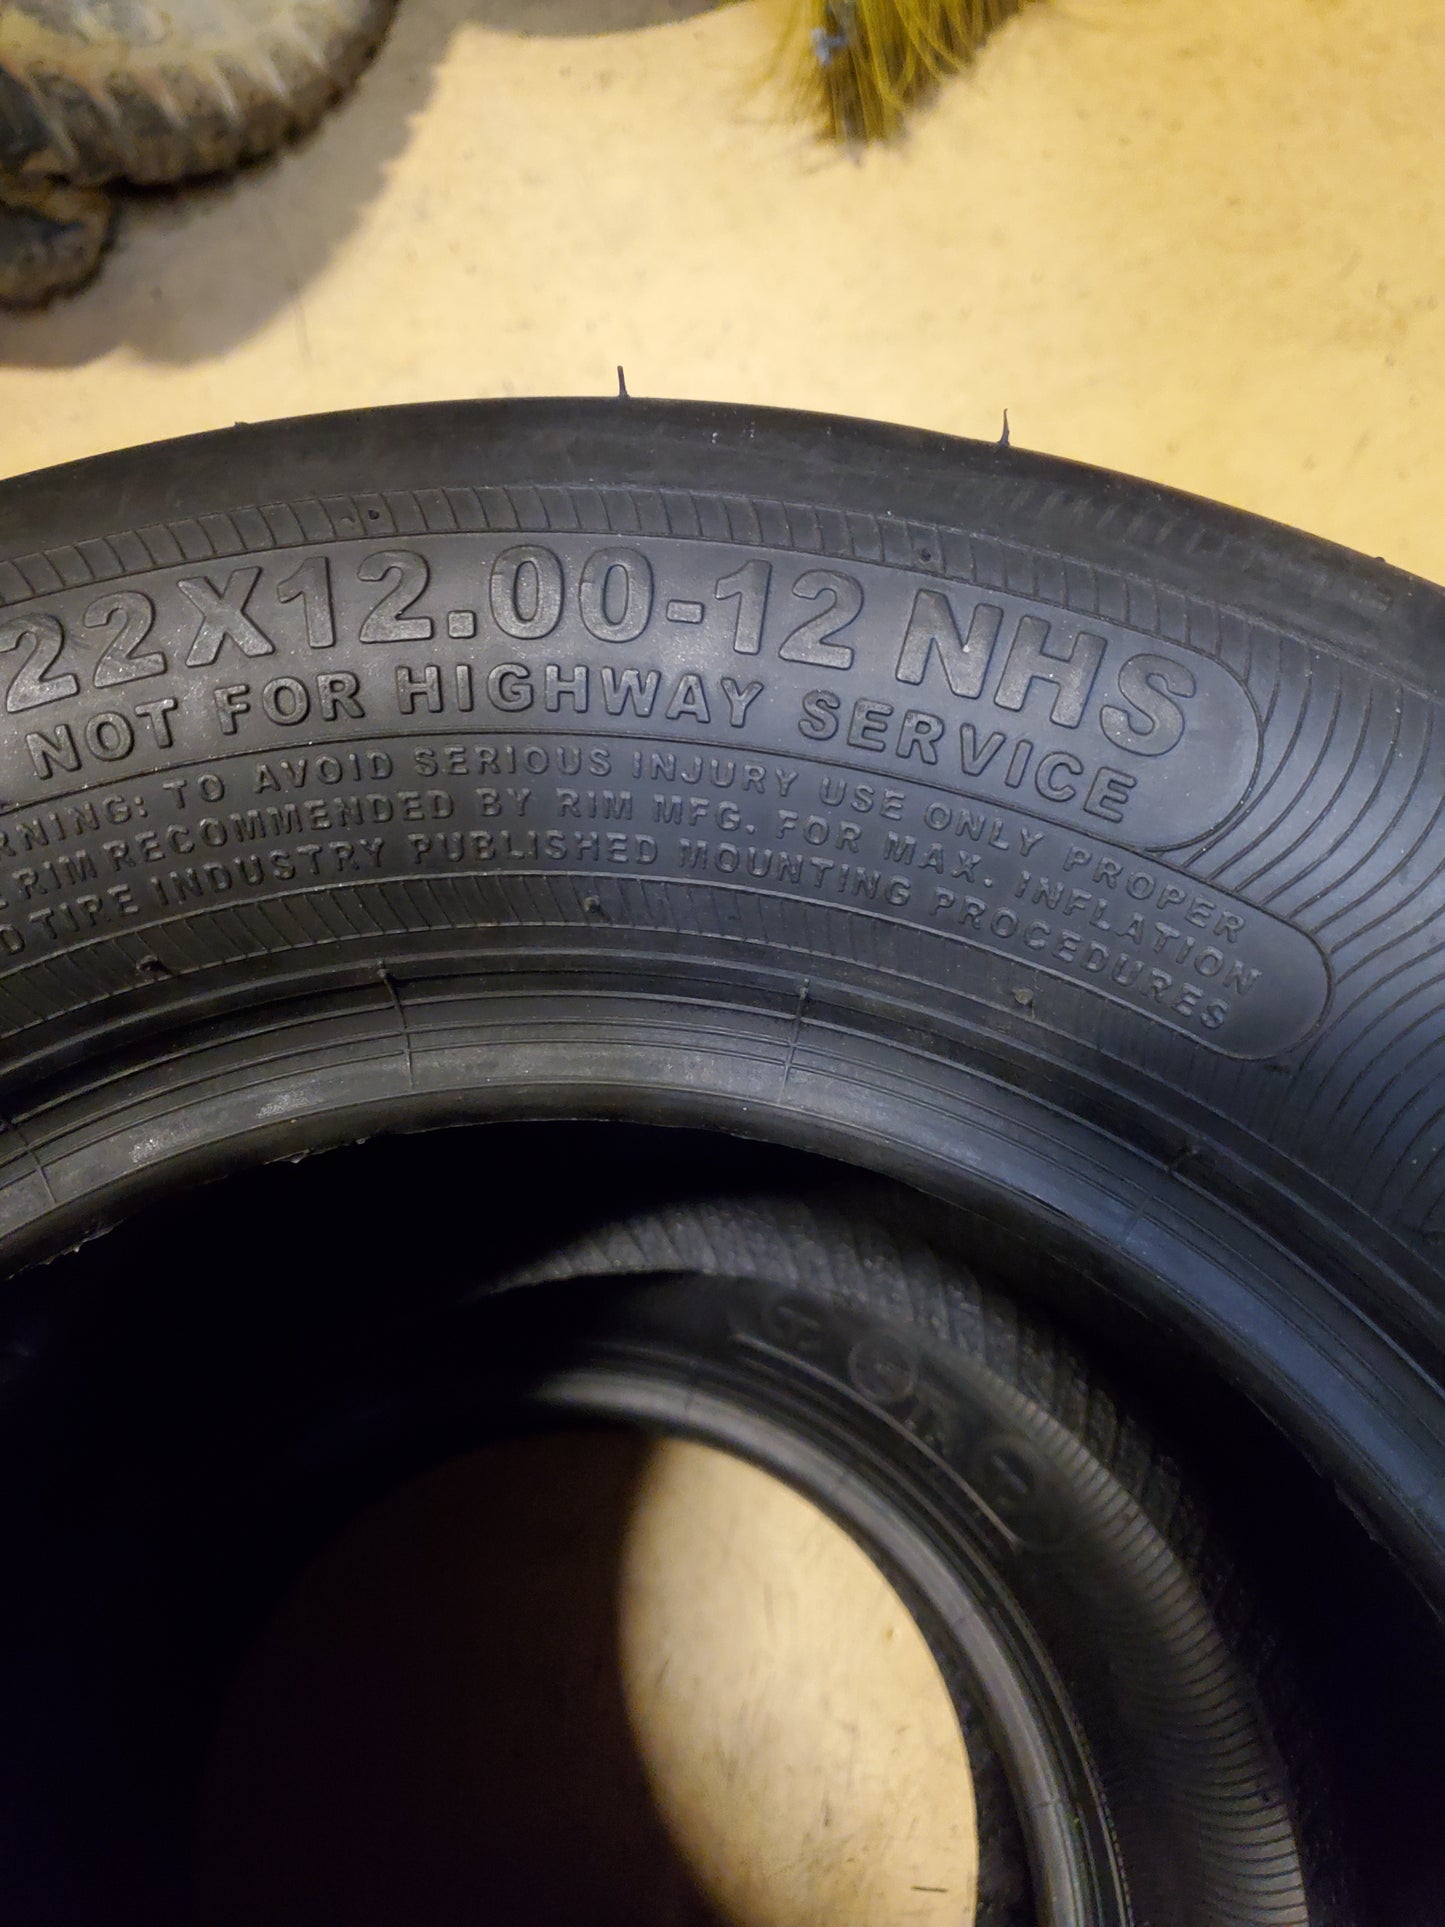 22X12.00-12 NHS
NOT FOR HIGHWAY SERVICE
TO AVOID SERIOUS INJURY USE ONLY PROPER
RIM RECOMMENDED BY RIM MFG. FOR MAX. INFLATION
TIRE INDUSTRY PUBLISHED MOUNTING PROCEDURES